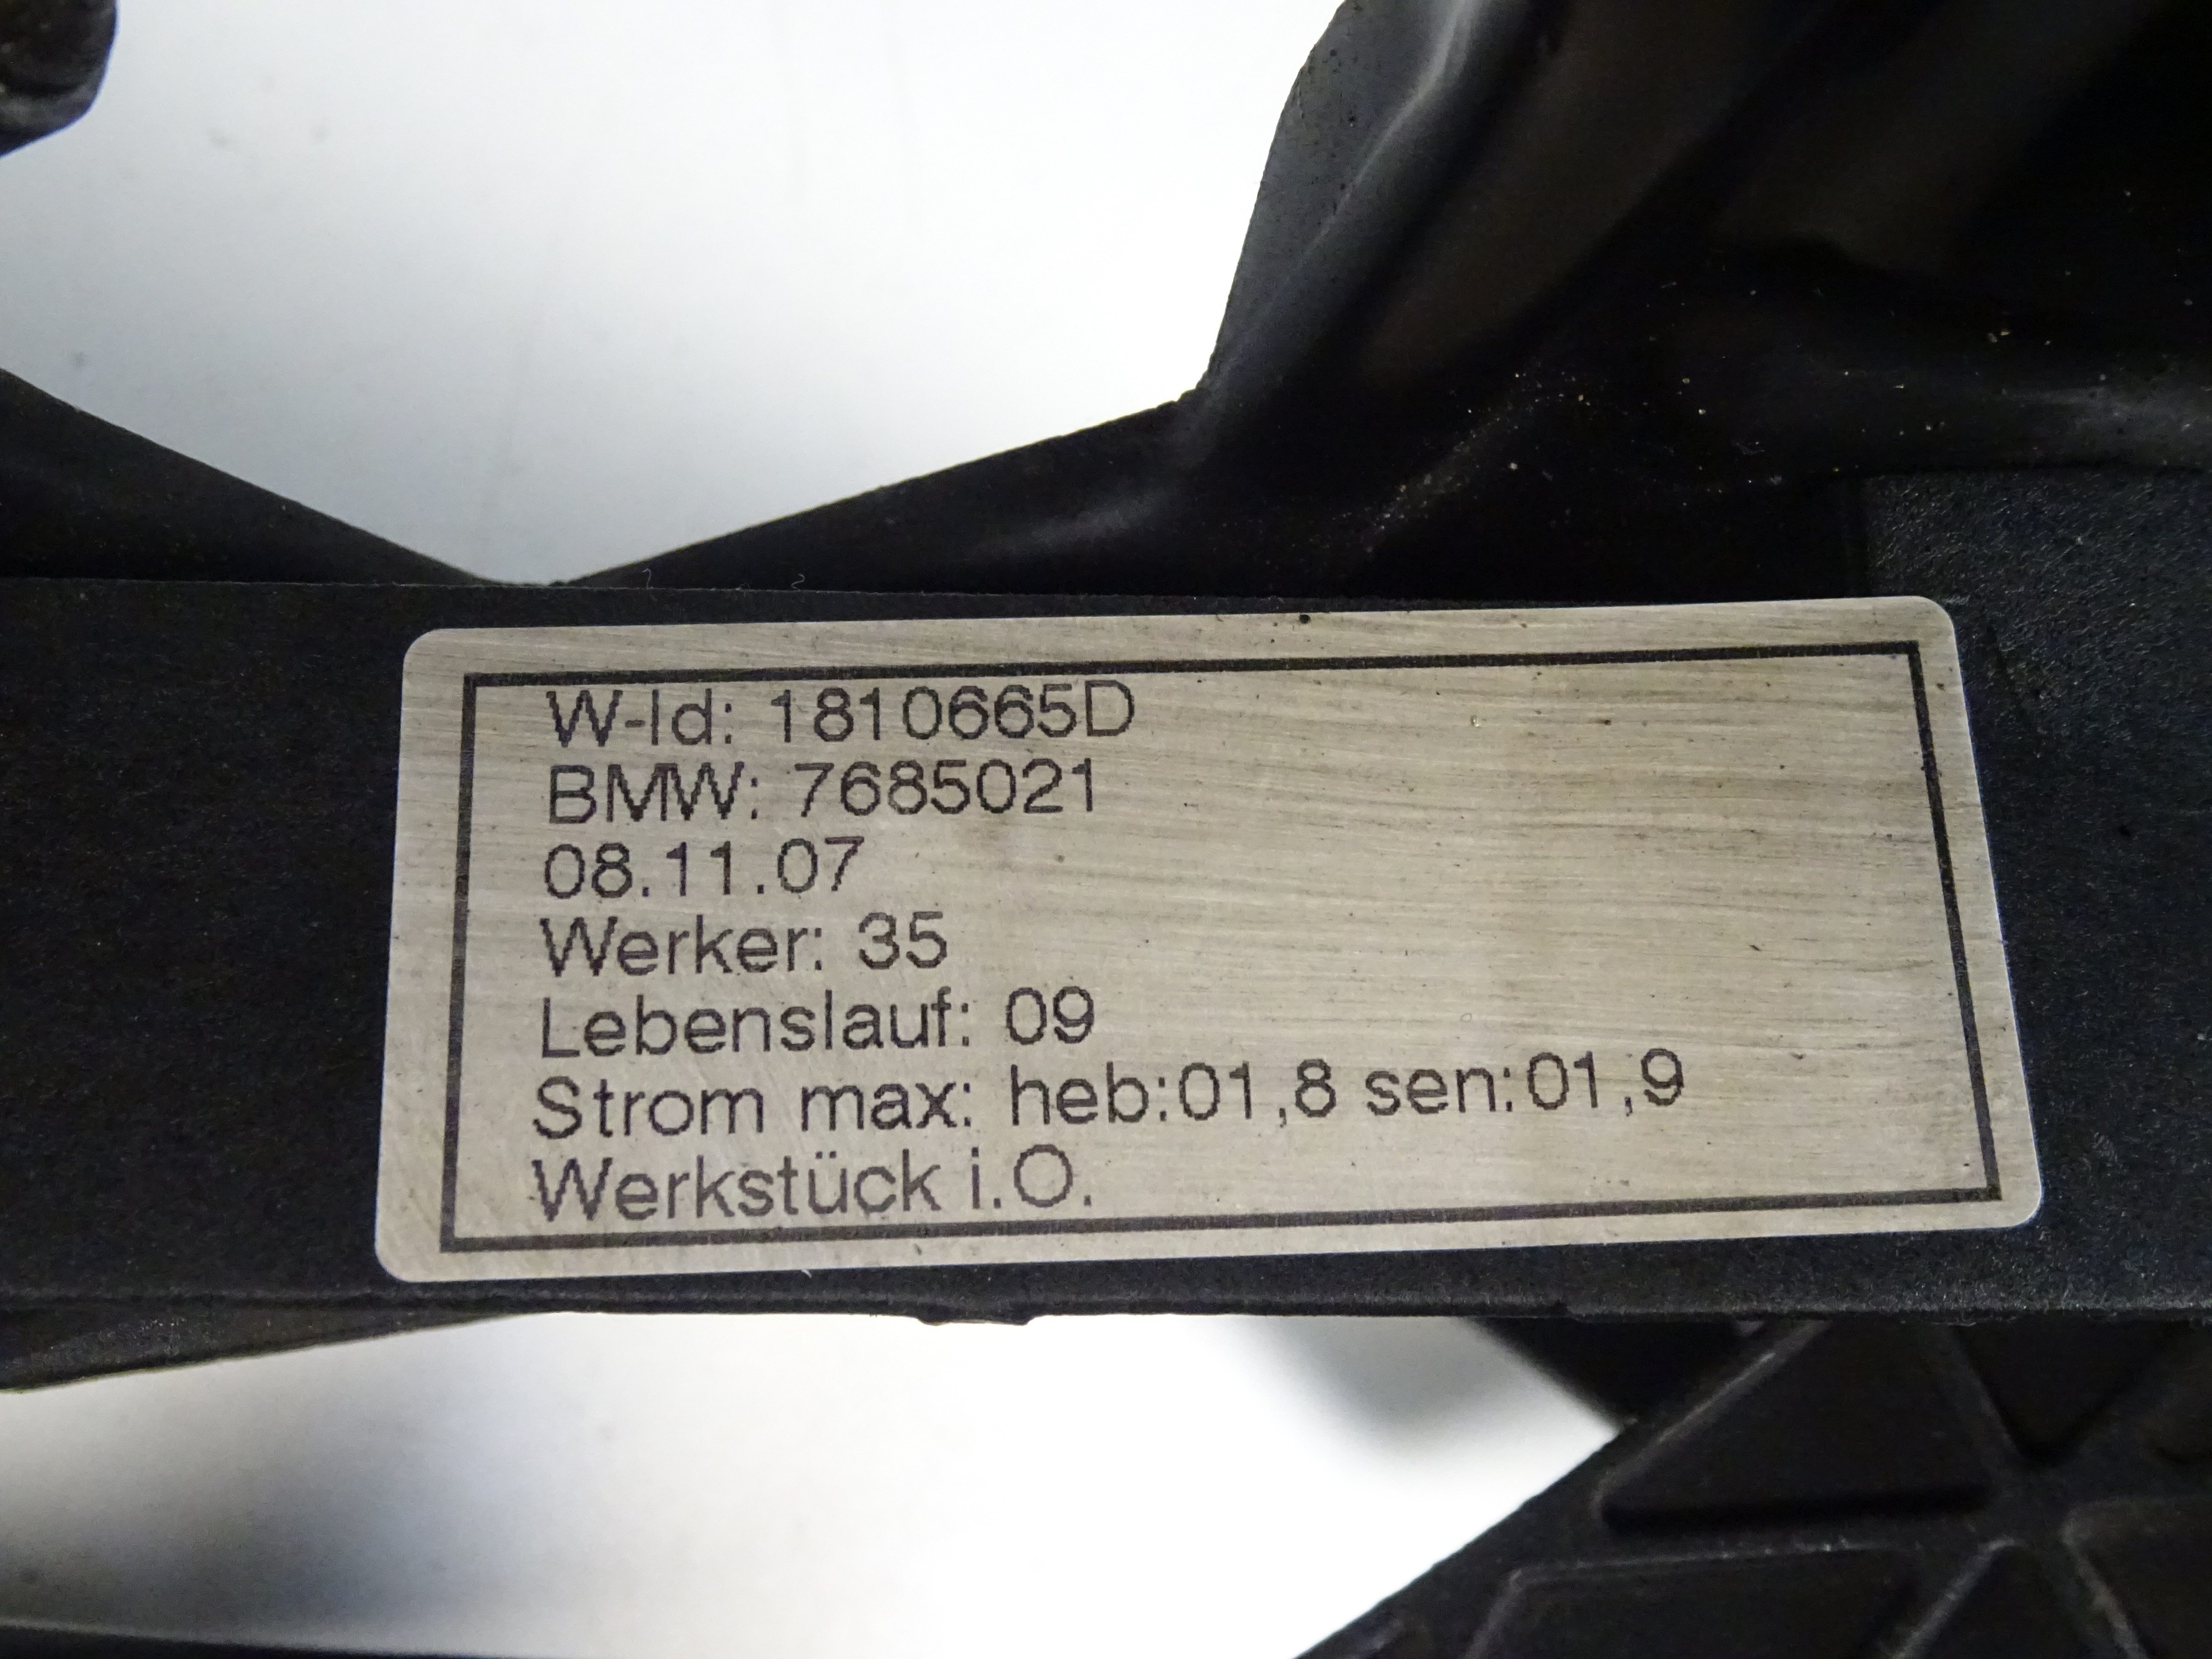 W-Id: 1810665D
BMW: 7685021
08.11.07
Werker: 35
Lebenslauf: 09
Strom max: heb:01,8 sen:01,9
Werkstück i.O.